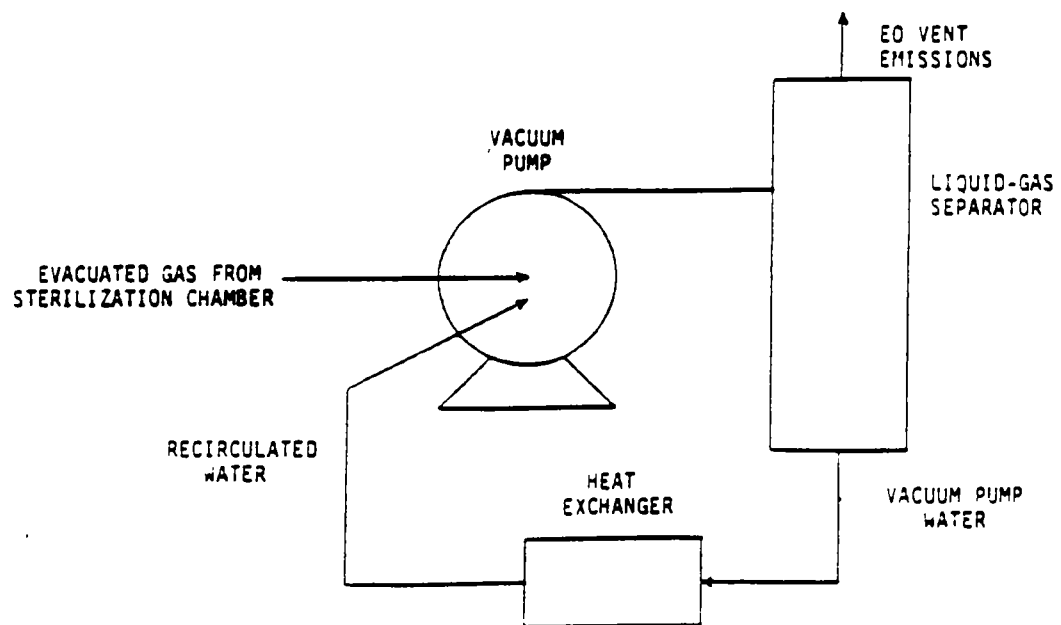 EO VENT
EMISSIONS
VACUUM
PUMP
LIQUID-GAS
SEPARATOR
EVACUATED GAS FROM
STERILIZATION CHAMBER
RECIRCULATED
WATER
HEAT
EXCHANGER
VACUUM PUMP
WATER